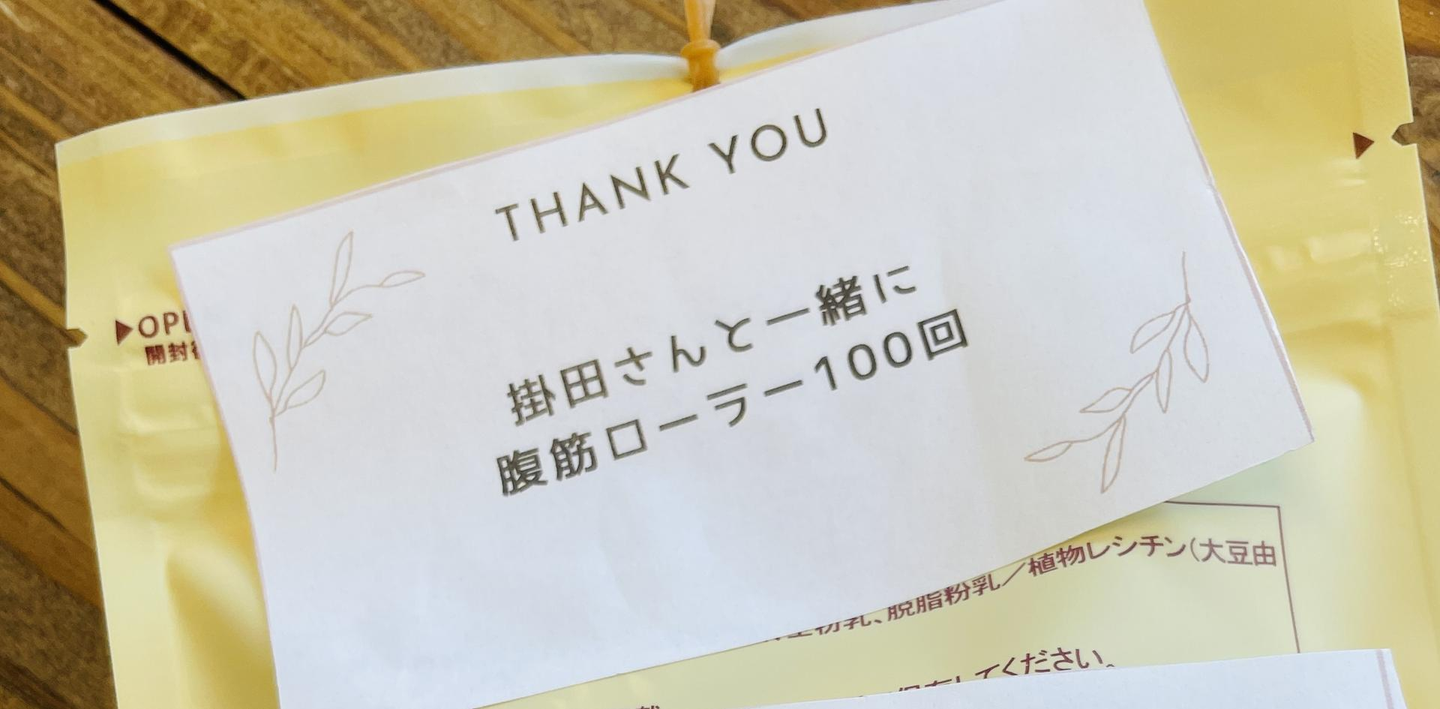 THANK YOU
掛田さんと一緒に
腹筋ローラー100回
▶OP
開封
脱脂粉乳／植物レシチン(大豆由
してください。